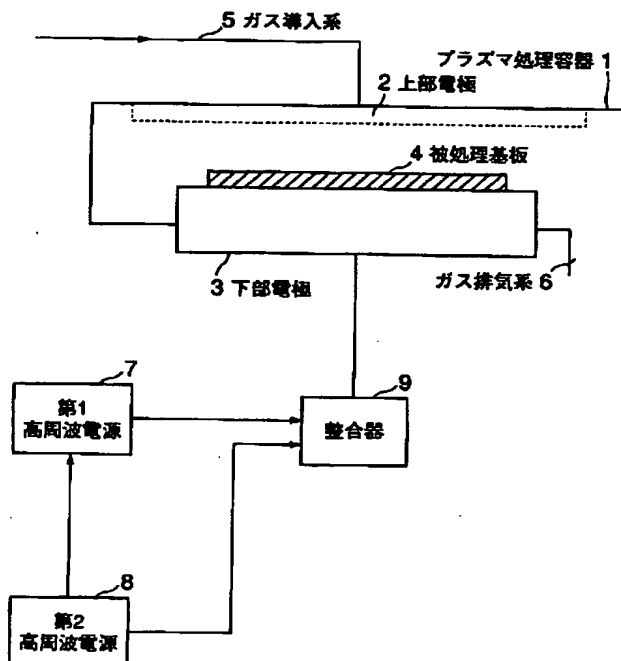 5 ガス導入系
プラズマ処理容器 1
2 上部電極
4 被処理基板
3 下部電極
ガス排気系 6
7
第1
高周波電源
9
整合器
8
第2
高周波電源